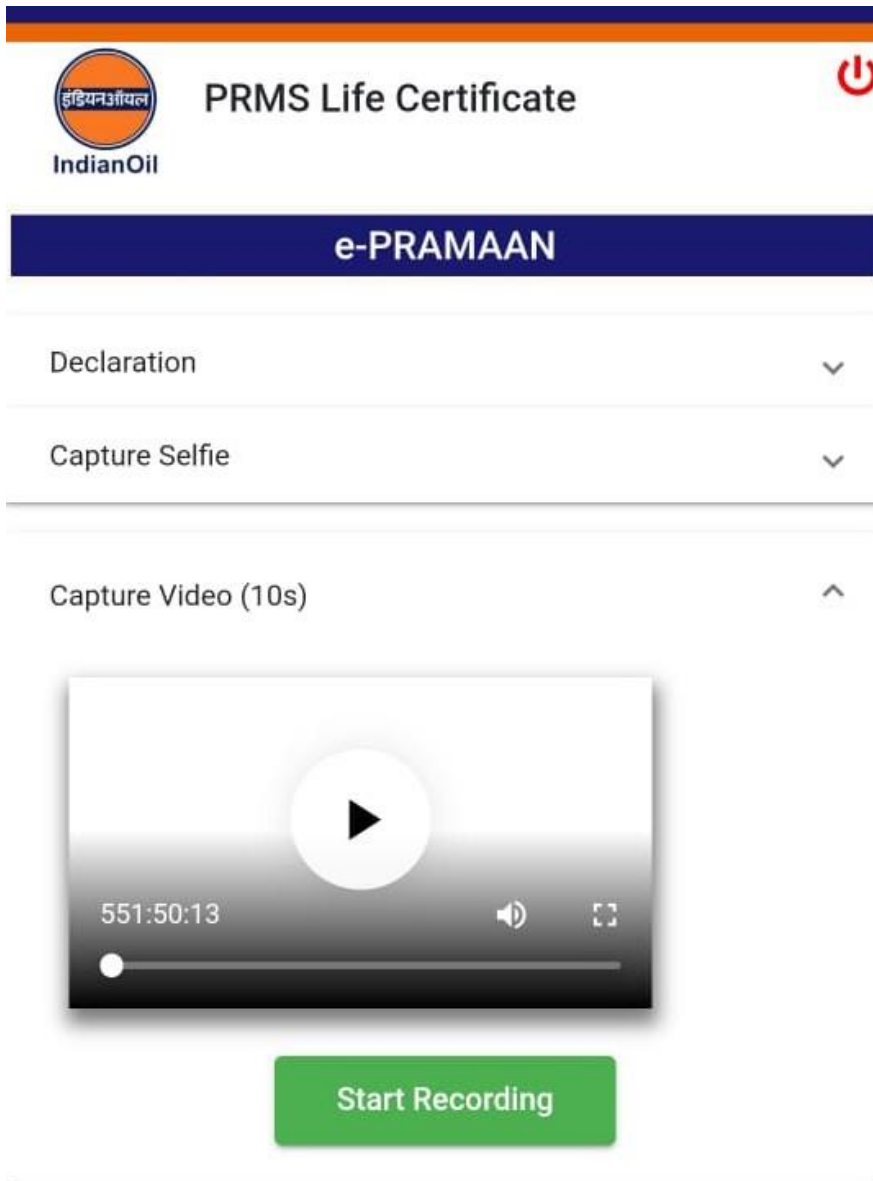 इंडियनऑयल
IndianOil
PRMS Life Certificate
e-PRAMAAN
Declaration
Capture Selfie
Capture Video (10s)
551:50:13
Start Recording